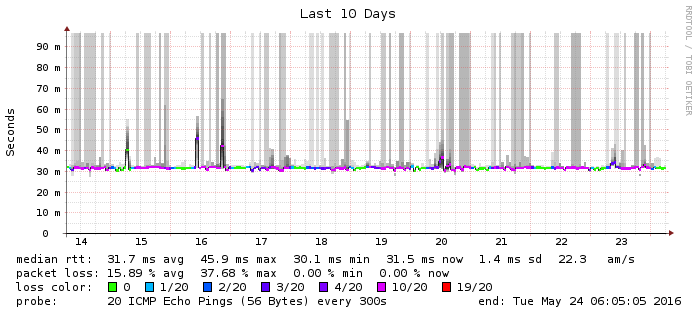 Last 10 Days
RRDTOOL / TOBI OETIKER
Seconds
90 m
80 m
70 m
60 m
50 m
40 m
30 m
20 m
10 m
0
14 15 16 17 18 19 20 21 22 23
median rtt: 31.7 ms avg 45.9 ms max 30.1 ms min 31.5 ms now 1.4 ms sd 22.3 am/s
packet loss: 15.89 % avg 37.68 % max 0.00 % min 0.00 % now
loss color: 0 1/20 2/20 3/20 4/20 10/20 19/20
probe: 20 ICMP Echo Pings (56 Bytes) every 300s end: Tue May 24 06:05:05 2016